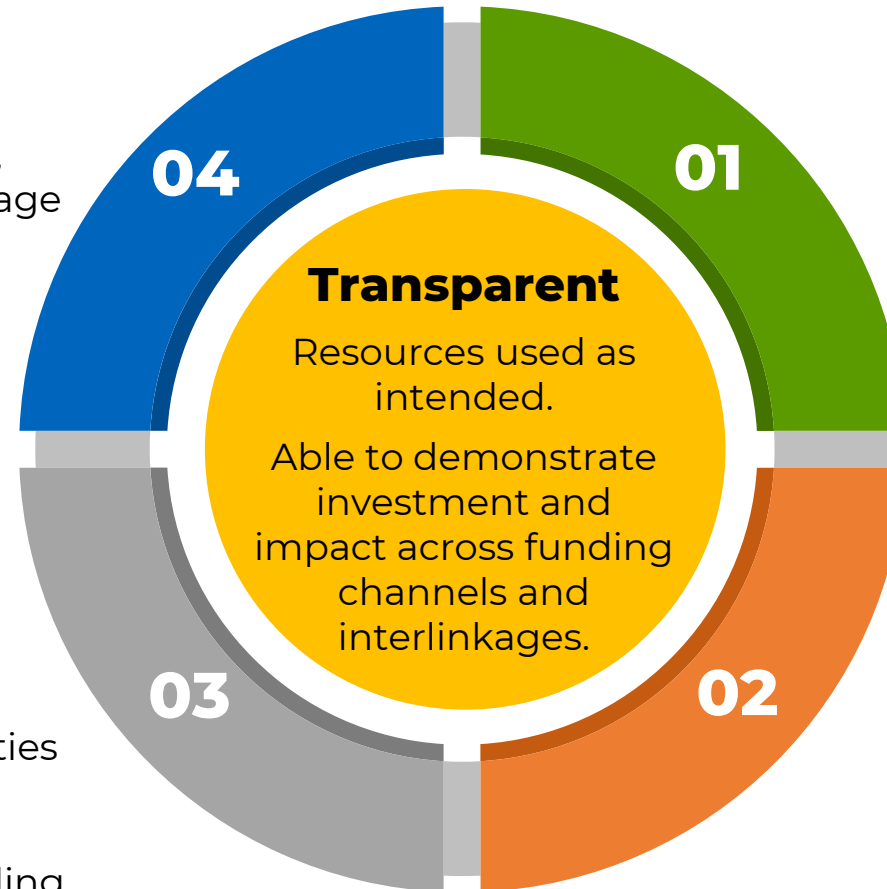 04
01
age
Transparent
Resources used as
intended.
Able to demonstrate
investment and
impact across funding
channels and
interlinkages.
03
02
ties